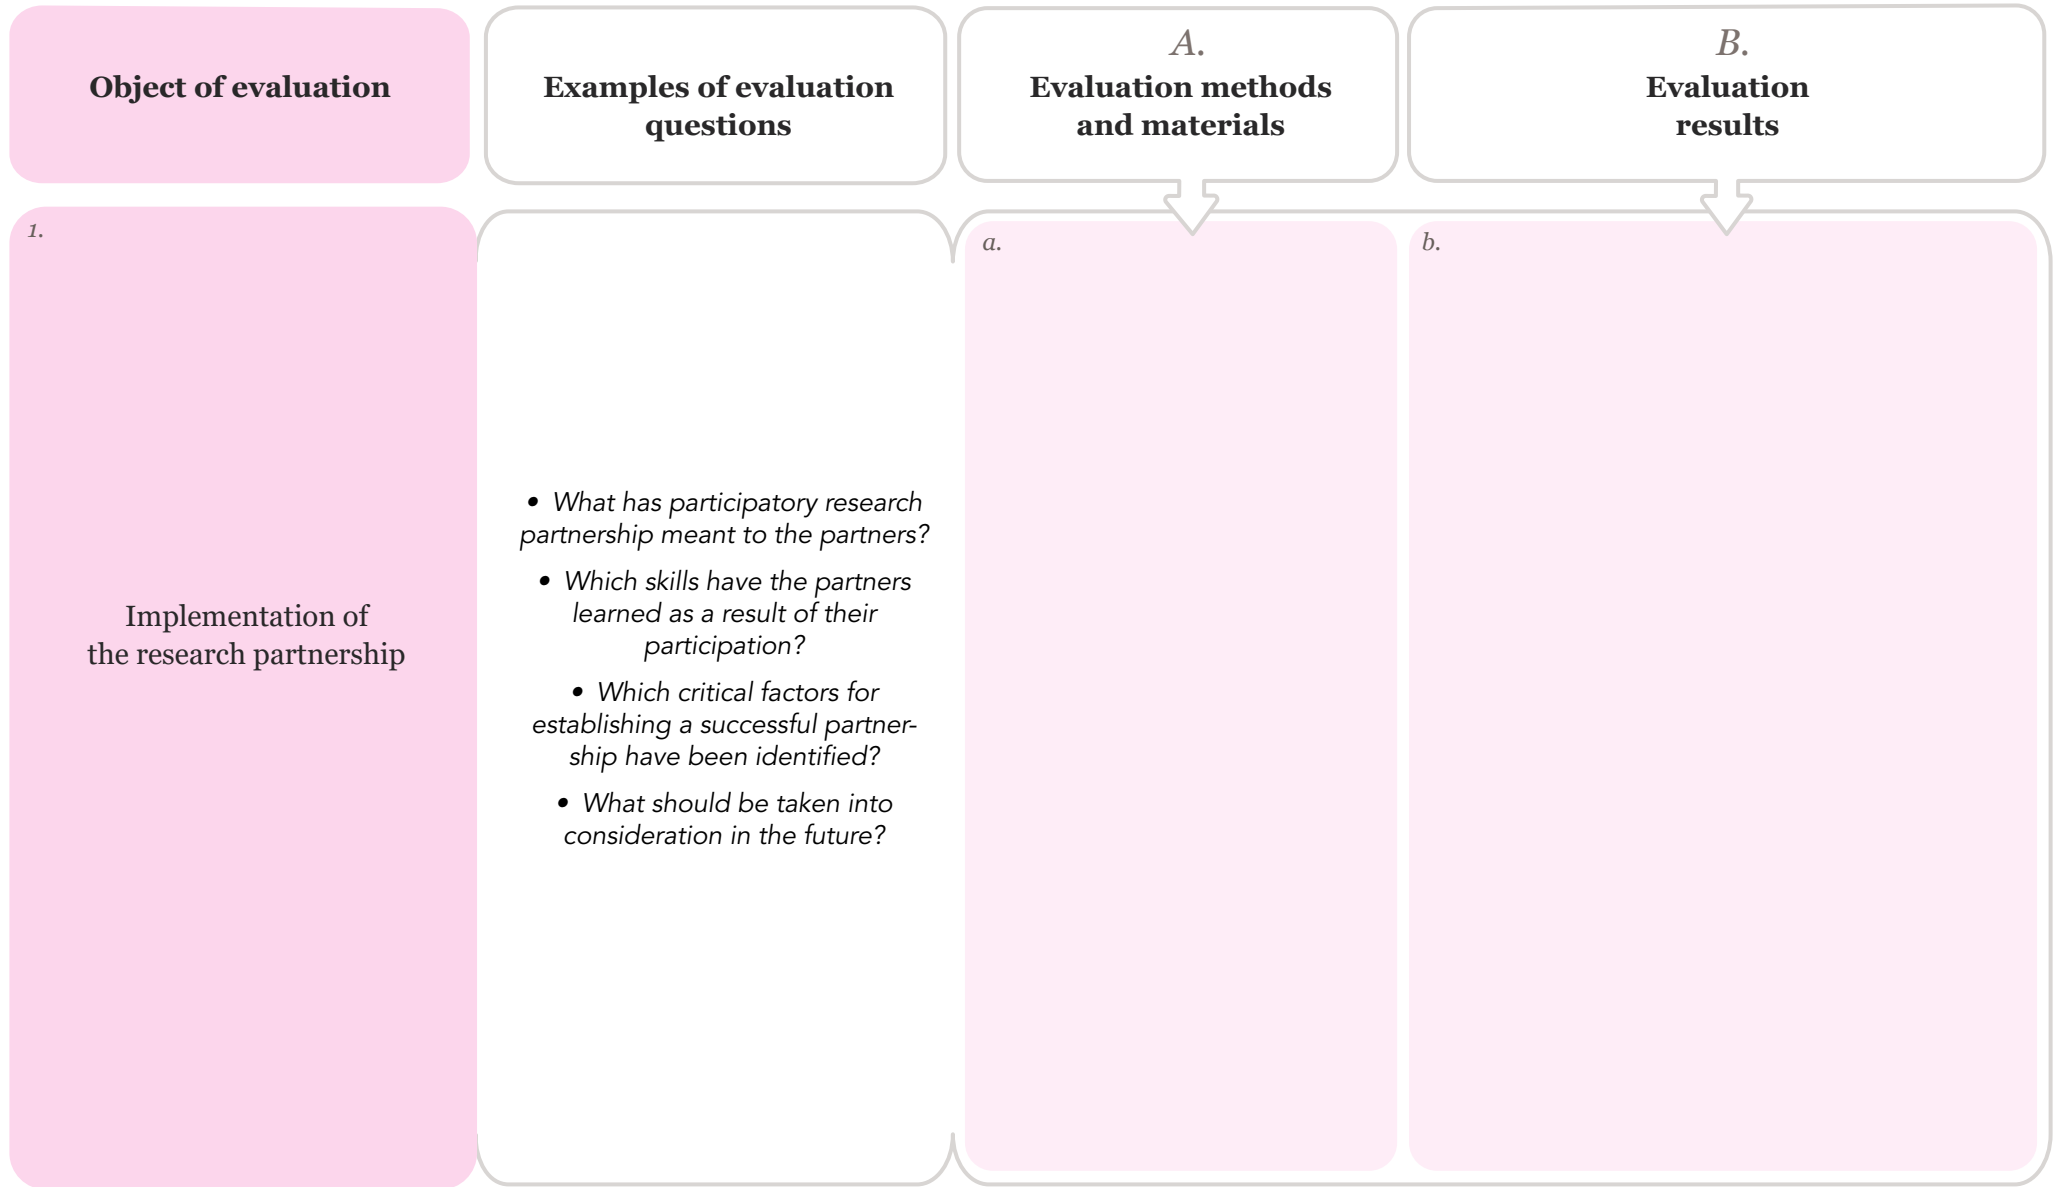 Object of evaluation
Examples of evaluation
questions
A.
Evaluation methods
and materials
B.
Evaluation
results
1.
Implementation of
the research partnership
• What has participatory research
partnership meant to the partners?
• Which skills have the partners
learned as a result of their
participation?
• Which critical factors for
establishing a successful partner-
ship have been identified?
• What should be taken into
consideration in the future?
a.
b.